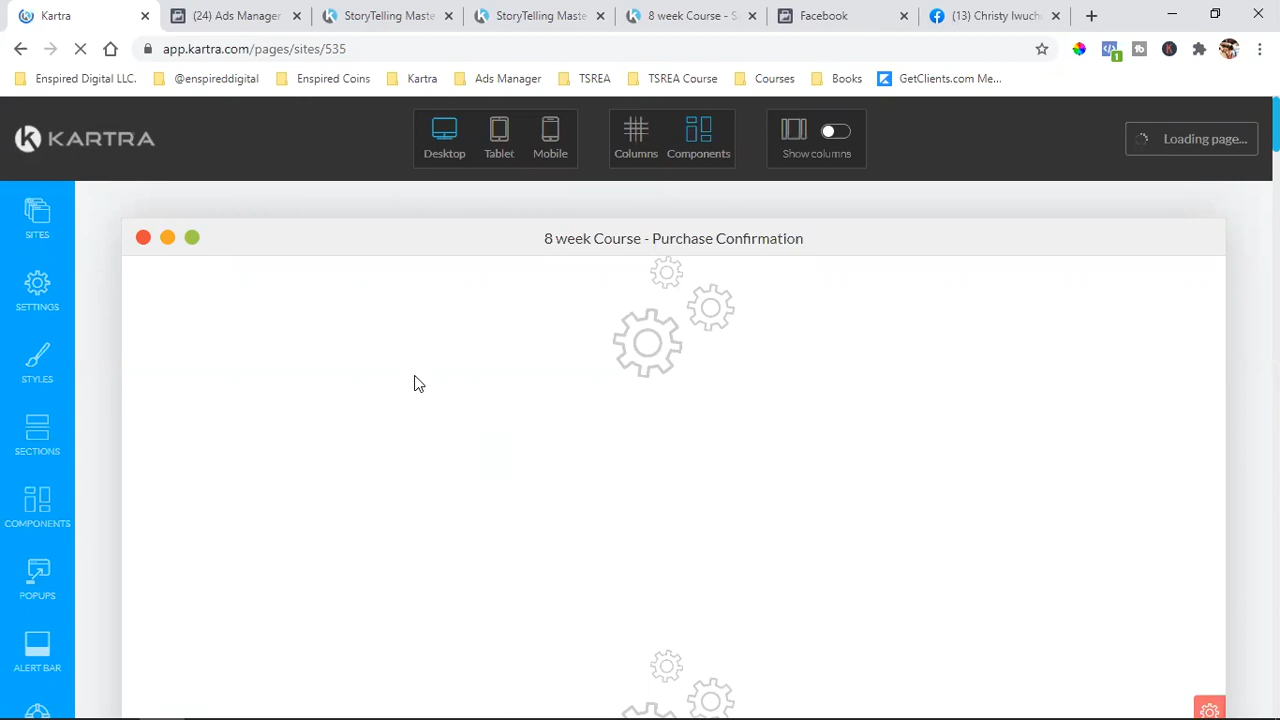 Kartra
(24) Ads Manager
StoryTelling Maste
StoryTelling Maste
8 week Course - S
Facebook
(13) Christy Iwuch
app.kartra.com/pages/sites/535
1
Enspired Digital LLC.
@enspireddigital
Enspired Coins
Kartra
Ads Manager
TSREA
TSREA Course
Courses
Books
GetClients.com Me...
KARTRA
Desktop
Tablet
Mobile
Columns
Components
Show columns
Loading page...
SITES
SETTINGS
STYLES
SECTIONS
COMPONENTS
POPUPS
ALERT BAR
8 week Course - Purchase Confirmation